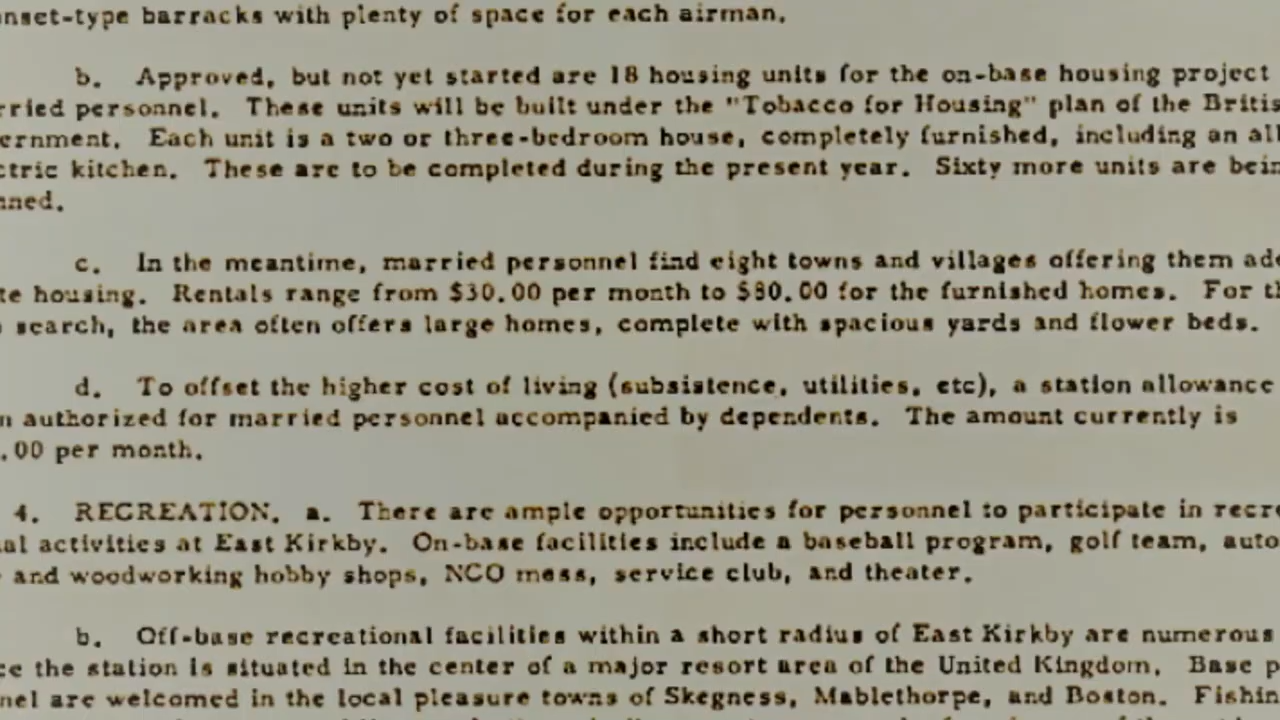 nset-type barracks with plenty of space for each airman.
b. Approved, but not yet started are 18 housing units for the on-base housing project
rried personnel. These units will be built under the "Tobacco for Housing" plan of the Britis
ernment. Each unit is a two or three-bedroom house, completely furnished, including an all
ctric kitchen. These are to be completed during the present year. Sixty more units are bein
nned.
c. In the meantime, married personnel find eight towns and villages offering them ade
te housing. Rentals range from $30.00 per month to $80.00 for the furnished homes. For th
search, the area often offers large homes, complete with spacious yards and flower beds.
d. To offset the higher cost of living (subsistence, utilities, etc), a station allowance
n authorized for married personnel accompanied by dependents. The amount currently is
.00 per month.
4. RECREATION. a. There are ample opportunities for personnel to participate in recre
al activities at East Kirkby. On-base facilities include a baseball program, golf team, auto
and woodworking hobby shops, NCO mess, service club, and theater.
b. Off-base recreational facilities within a short radius of East Kirkby are numerous
ce the station is situated in the center of a major resort area of the United Kingdom. Base p
nel are welcomed in the local pleasure towns of Skegness, Mablethorpe, and Boston. Fishin